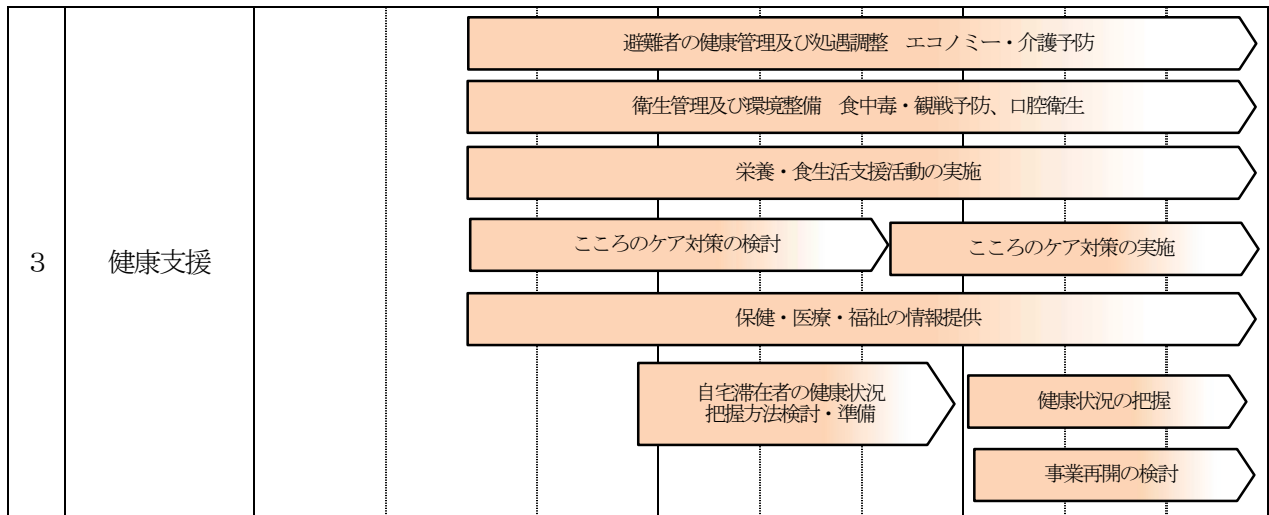 避難者の健康管理及び処遇調整　エコノミー・介護予防
衛生管理及び環境整備　食中毒・観戦予防、口腔衛生
栄養・食生活支援活動の実施
３
健康支援
こころのケア対策の検討
こころのケア対策の実施
保健・医療・福祉の情報提供
自宅滞在者の健康状況
把握方法検討・準備
健康状況の把握
事業再開の検討